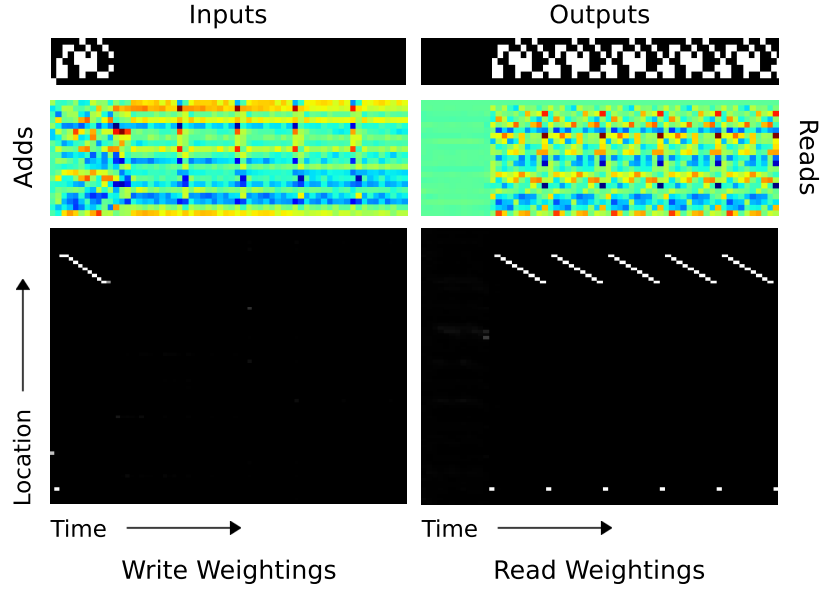 Inputs
Outputs
Adds
Reads
Location
Time
Time
Write Weightings
Read Weightings